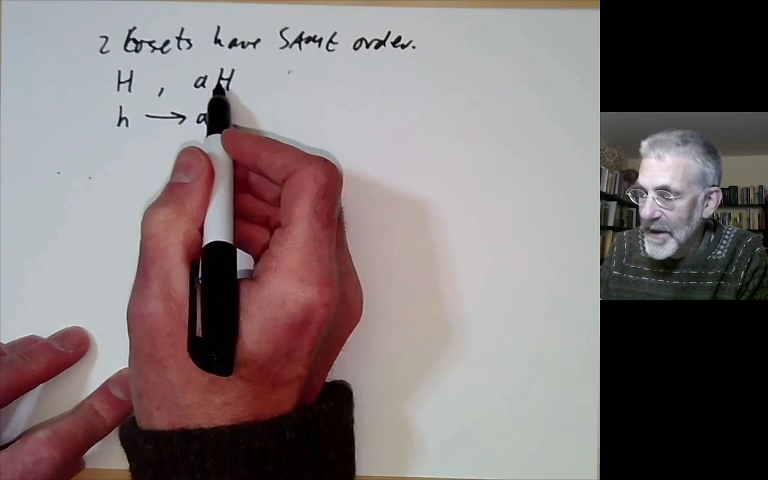 2 Cosets have SAME order.
H , aH
h → a